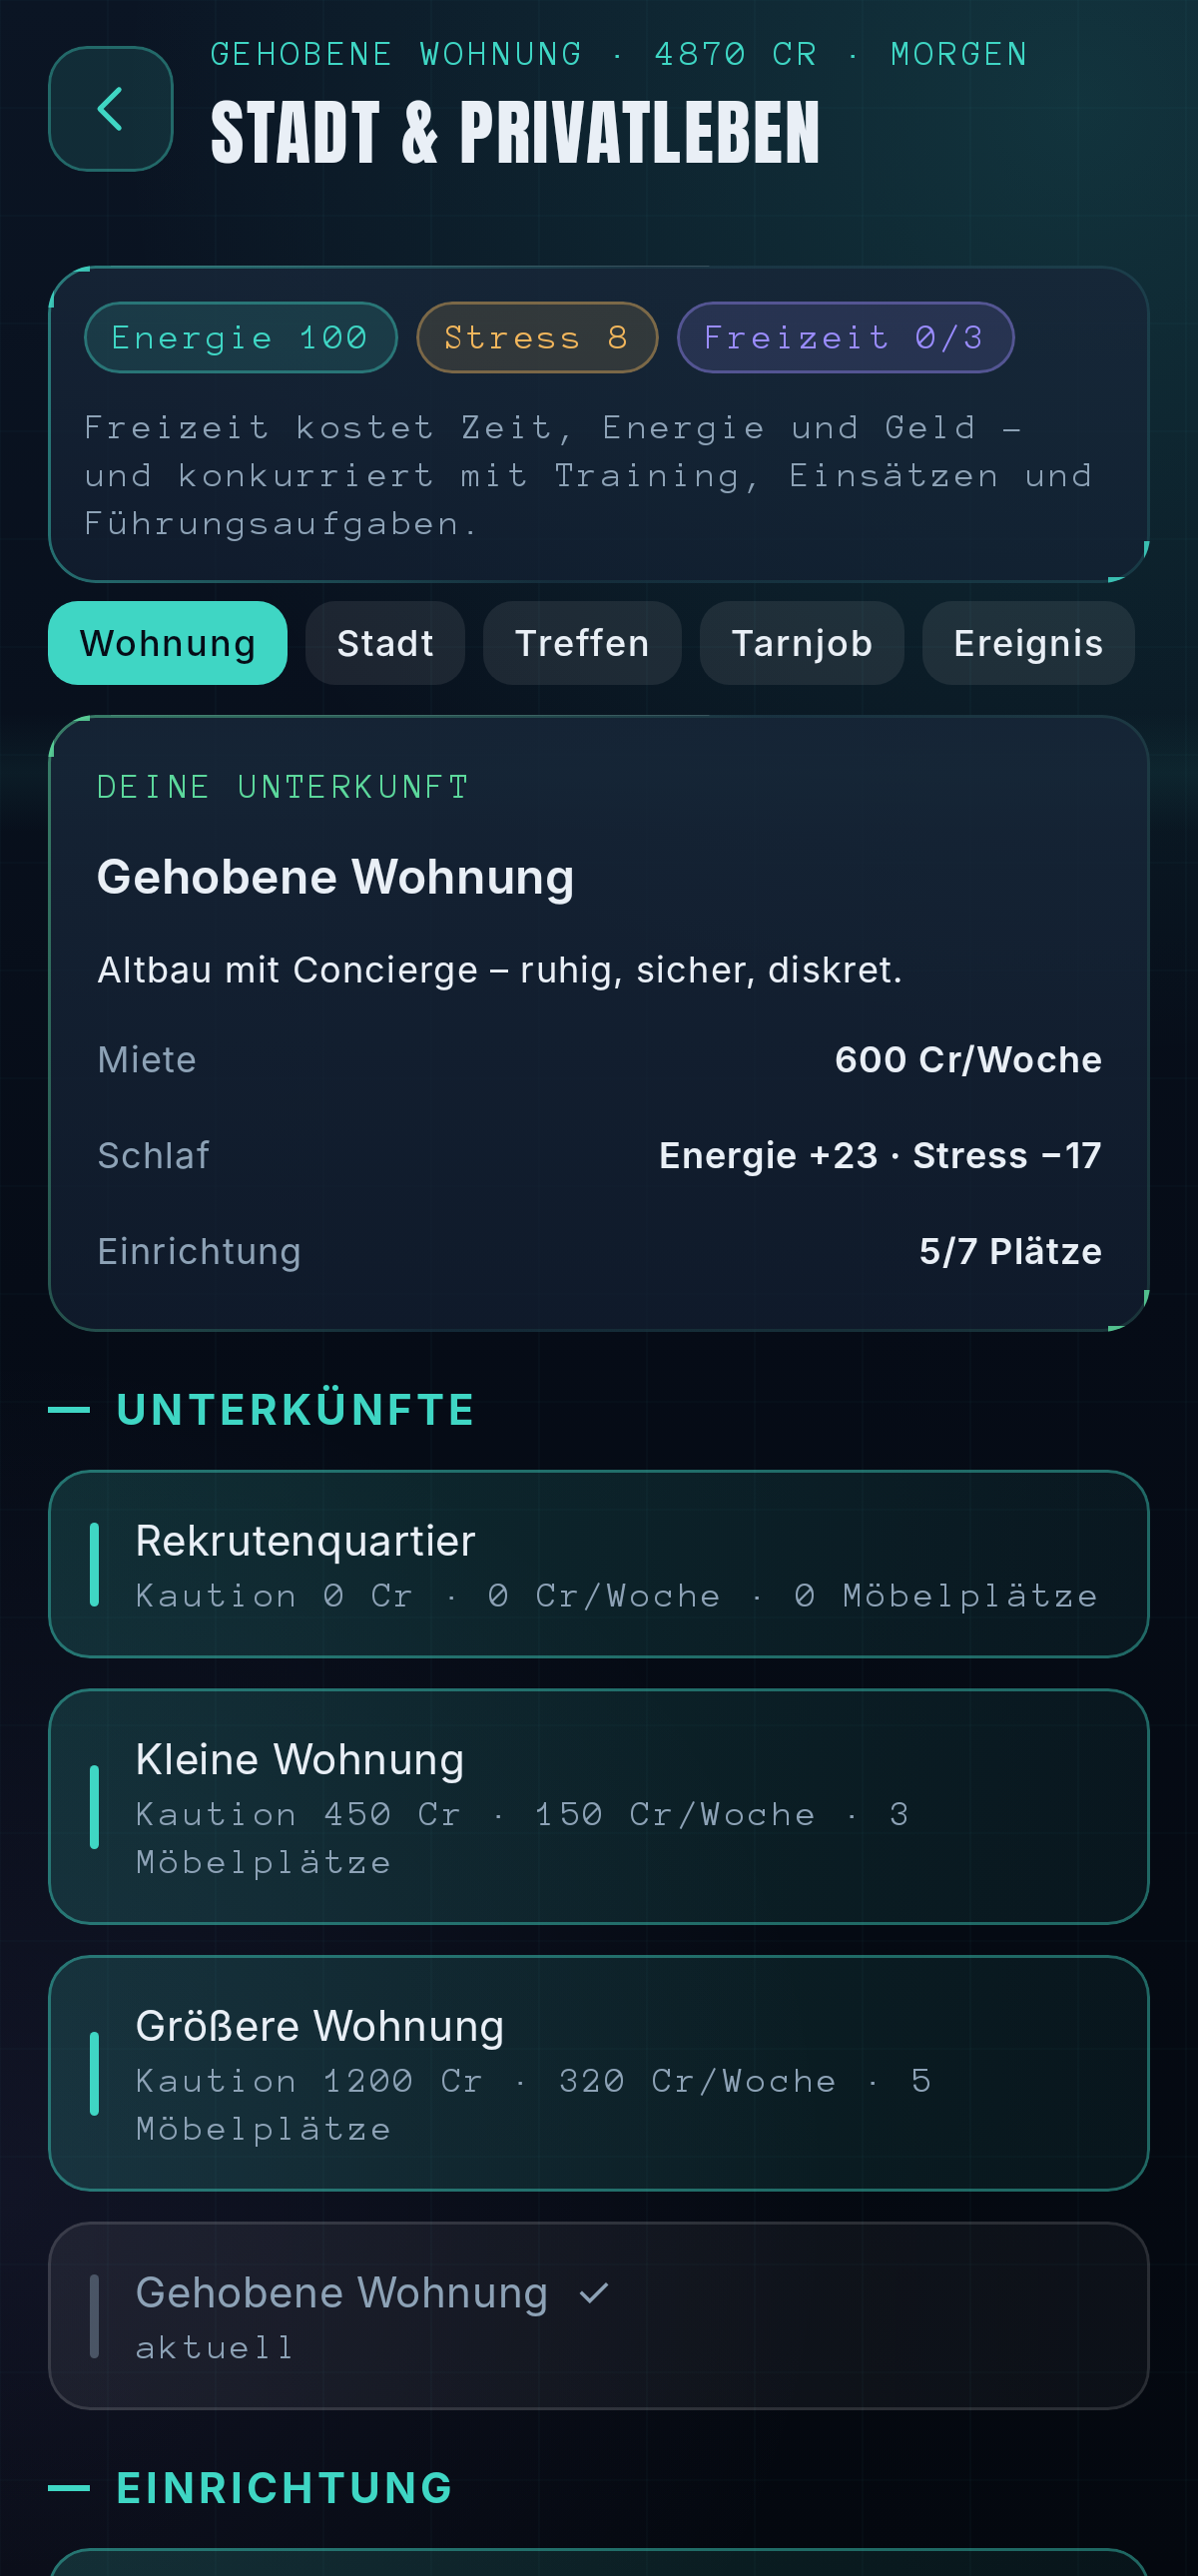 GEHOBENE WOHNUNG · 4870 CR · MORGEN
STADT & PRIVATLEBEN
Energie 100
Stress 8
Freizeit 0/3
Freizeit kostet Zeit, Energie und Geld –
und konkurriert mit Training, Einsätzen und
Führungsaufgaben.
Wohnung
Stadt
Treffen
Tarnjob
Ereignis
DEINE UNTERKUNFT
Gehobene Wohnung
Altbau mit Concierge – ruhig, sicher, diskret.
Miete 600 Cr/Woche
Schlaf Energie +23 · Stress −17
Einrichtung 5/7 Plätze
UNTERKÜNFTE
Rekrutenquartier
Kaution 0 Cr · 0 Cr/Woche · 0 Möbelplätze
Kleine Wohnung
Kaution 450 Cr · 150 Cr/Woche · 3
Möbelplätze
Größere Wohnung
Kaution 1200 Cr · 320 Cr/Woche · 5
Möbelplätze
Gehobene Wohnung ✓
aktuell
EINRICHTUNG